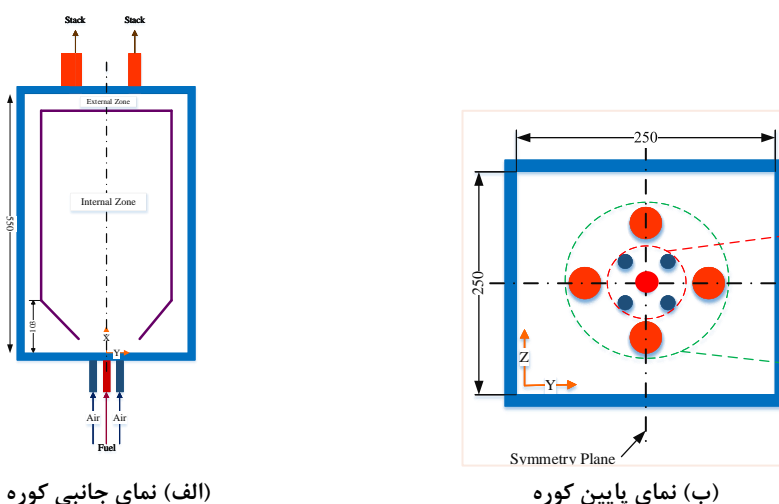 Stack
Stack
External Zone
Internal Zone
550
103
X
Y
Air
Air
Fuel
(الف) نمای جانبی کوره
250
250
Z
Y
Symmetry Plane
(ب) نمای پایین کوره